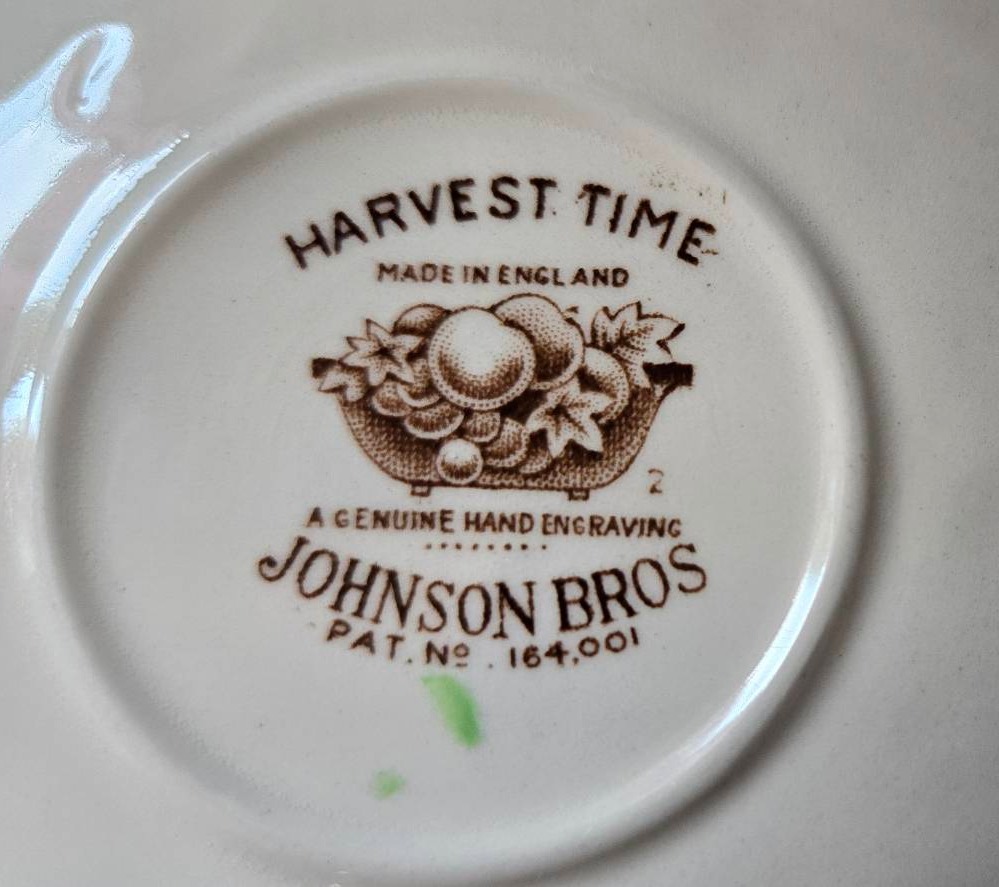 HARVEST TIME
MADE IN ENGLAND
2
A GENUINE HAND ENGRAVING
JOHNSON BROS
PAT. Nº. 164,001